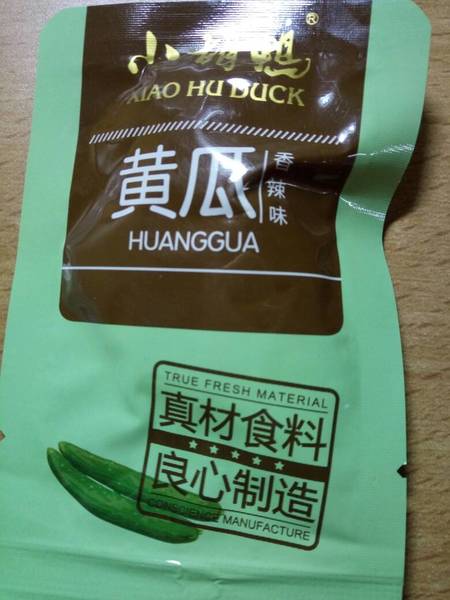 小胡鸭®
XIAO HU DUCK
黄瓜
香辣味
HUANGGUA
TRUE FRESH MATERIAL
真材食料
良心制造
CONSCIENCE MANUFACTURE